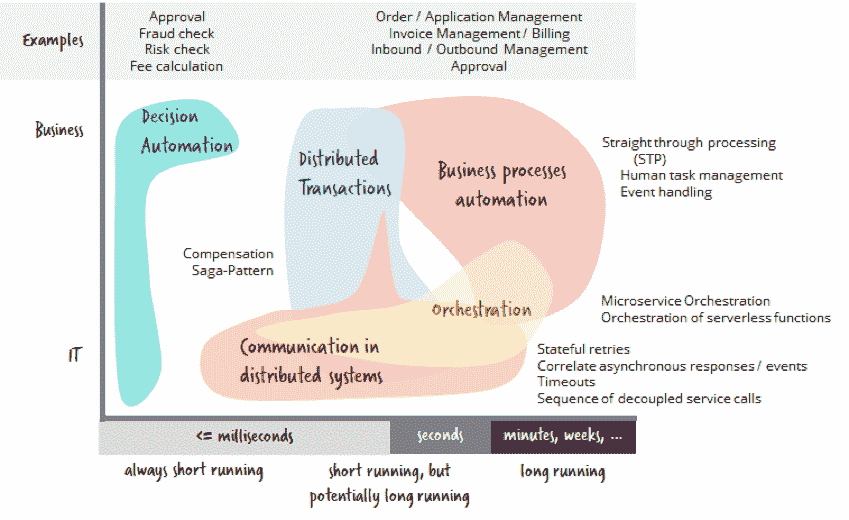 Examples
Approval
Fraud check
Risk check
Fee calculation
Order / Application Management
Invoice Management / Billing
Inbound / Outbound Management
Approval
Business
Decision
Automation
Distributed
Transactions
Business processes
automation
Straight through processing
(STP)
Human task management
Event handling
Compensation
Saga-Pattern
Orchestration
Microservice Orchestration
Orchestration of serverless functions
IT
Communication in
distributed systems
Stateful retries
Correlate asynchronous responses / events
Timeouts
Sequence of decoupled service calls
<= milliseconds
seconds
minutes, weeks, ...
always short running
short running, but
potentially long running
long running